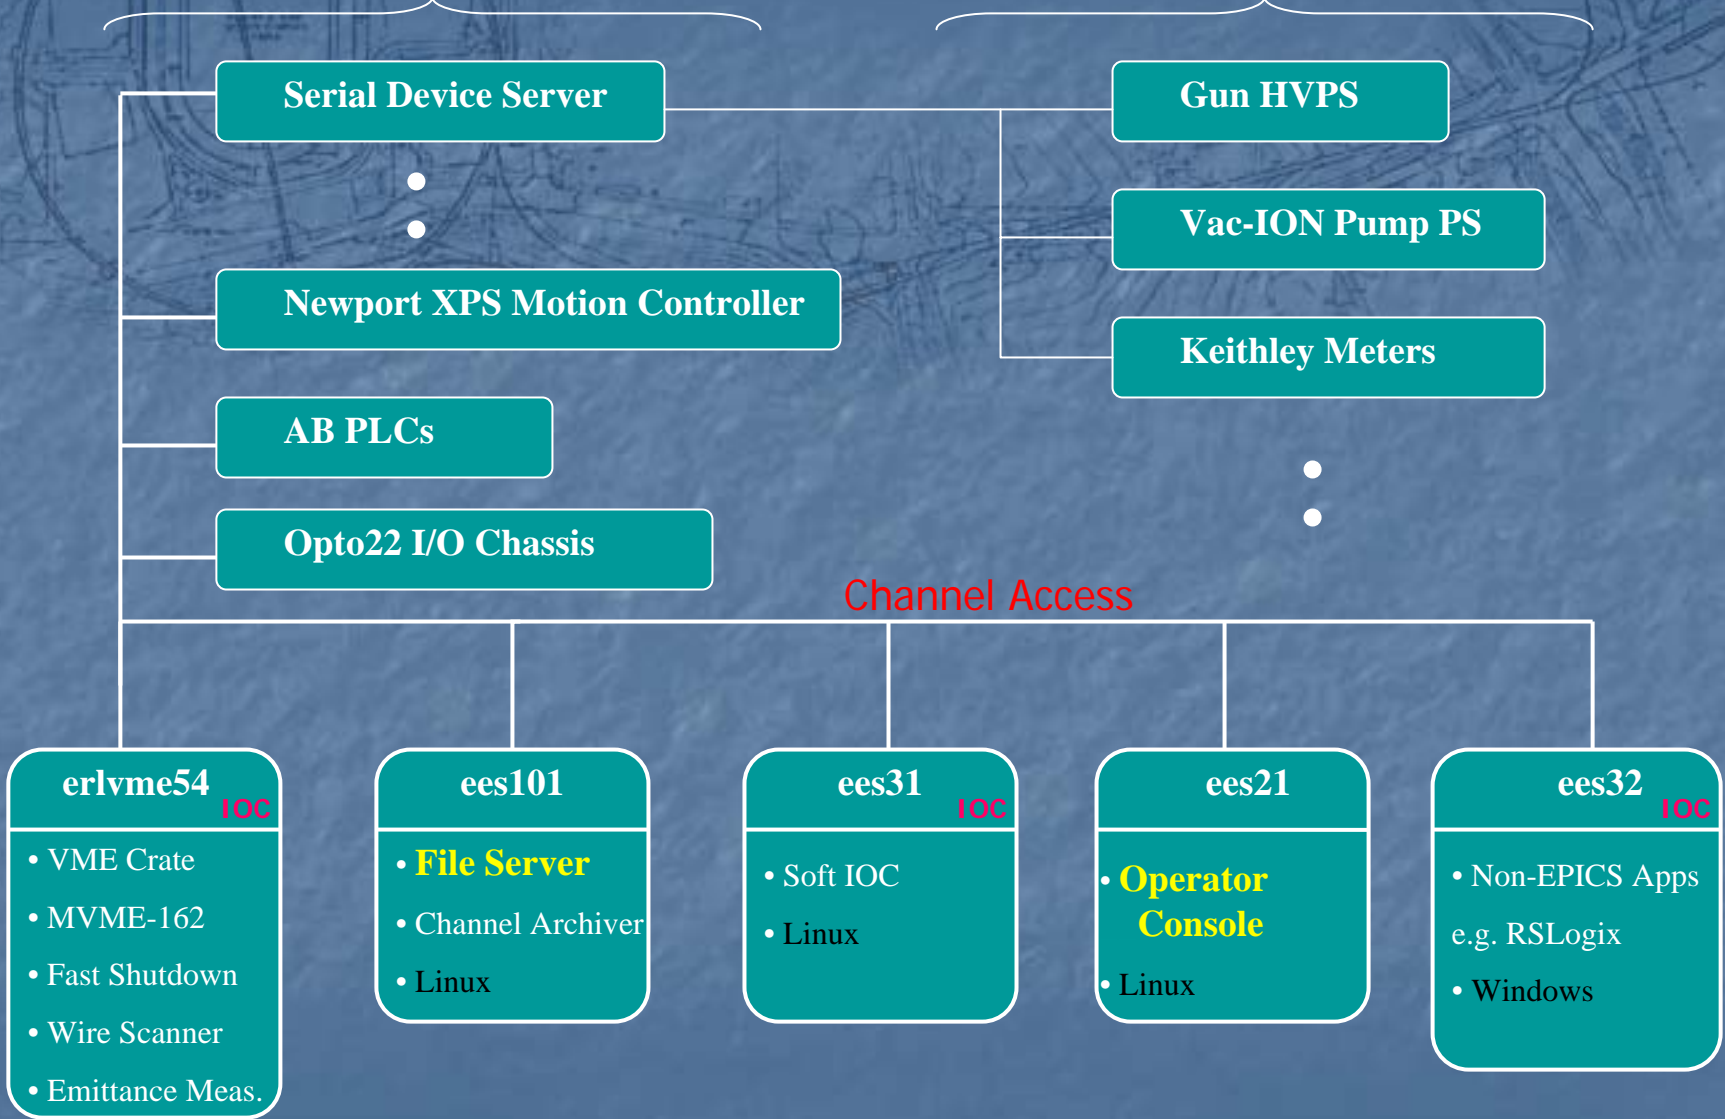 Serial Device Server
Gun HVPS
Vac-ION Pump PS
Newport XPS Motion Controller
Keithley Meters
AB PLCs
Opto22 I/O Chassis
Channel Access
erlvme54
IOC
• VME Crate
• MVME-162
• Fast Shutdown
• Wire Scanner
• Emittance Meas.
ees101
• File Server
• Channel Archiver
• Linux
ees31
IOC
• Soft IOC
• Linux
ees21
• Operator
Console
• Linux
ees32
IOC
• Non-EPICS Apps
e.g. RSLogix
• Windows